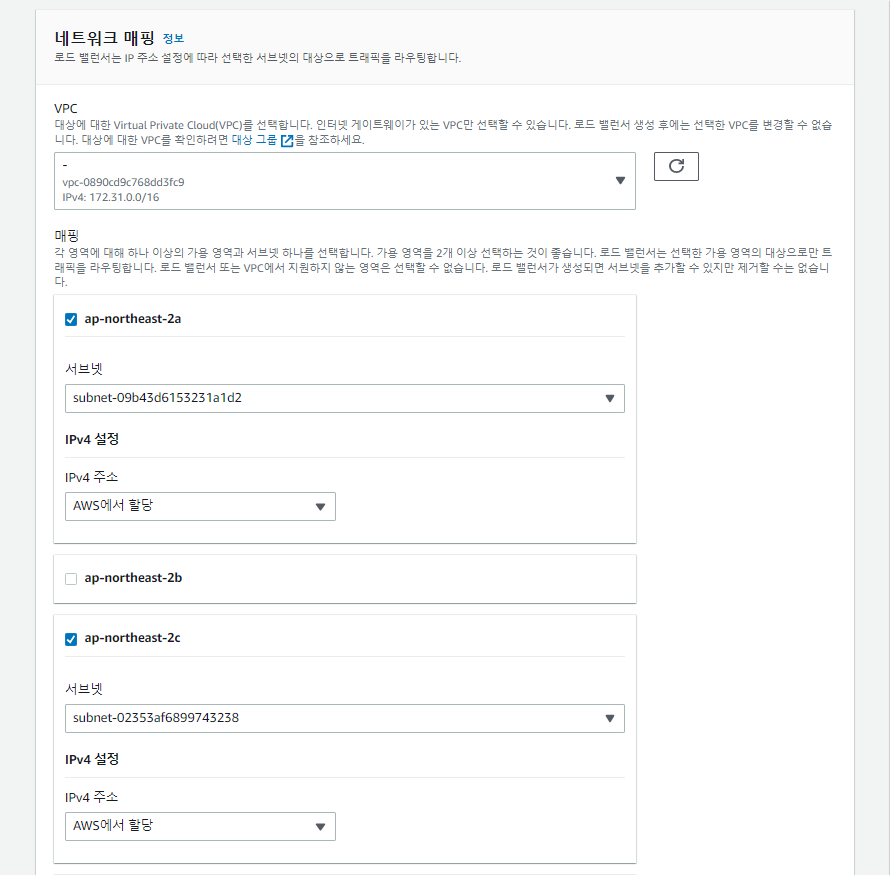 네트워크 매핑 정보
로드 밸런서는 IP 주소 설정에 따라 선택한 서브넷의 대상으로 트래픽을 라우팅합니다.
VPC
대상에 대한 Virtual Private Cloud(VPC)를 선택합니다. 인터넷 게이트웨이가 있는 VPC만 선택할 수 있습니다. 로드 밸런서 생성 후에는 선택한 VPC를 변경할 수 없습
니다. 대상에 대한 VPC를 확인하려면 대상 그룹 을 참조하세요.
-
vpc-0890cd9c768dd3fc9
IPv4: 172.31.0.0/16
매핑
각 영역에 대해 하나 이상의 가용 영역과 서브넷 하나를 선택합니다. 가용 영역을 2개 이상 선택하는 것이 좋습니다. 로드 밸런서는 선택한 가용 영역의 대상으로만 트
래픽을 라우팅합니다. 로드 밸런서 또는 VPC에서 지원하지 않는 영역은 선택할 수 없습니다. 로드 밸런서가 생성되면 서브넷을 추가할 수 있지만 제거할 수는 없습니
다.
ap-northeast-2a
서브넷
subnet-09b43d6153231a1d2
IPv4 설정
IPv4 주소
AWS에서 할당
ap-northeast-2b
ap-northeast-2c
서브넷
subnet-02353af6899743238
IPv4 설정
IPv4 주소
AWS에서 할당